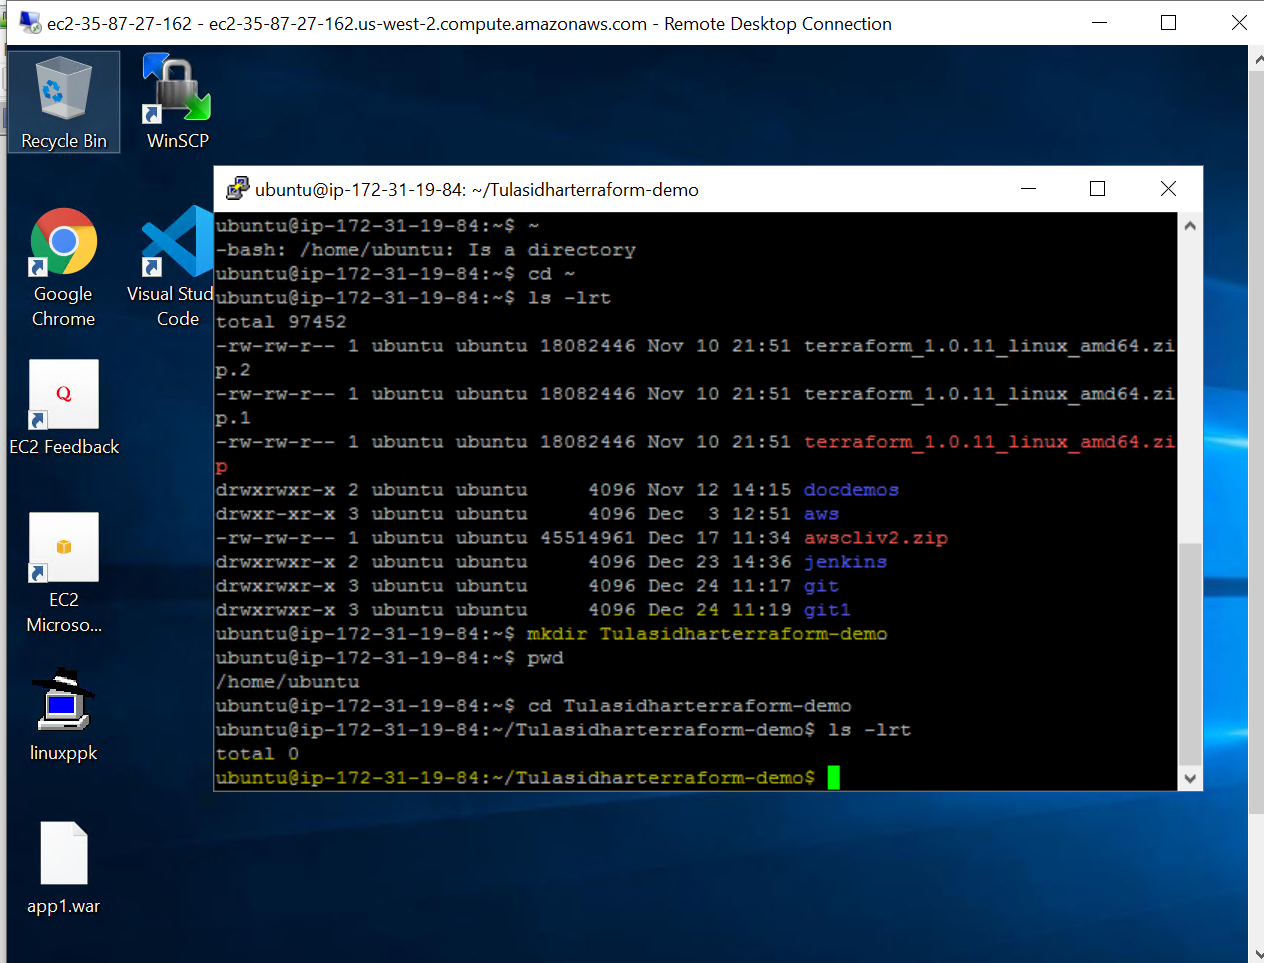 ec2-35-87-27-162 - ec2-35-87-27-162.us-west-2.compute.amazonaws.com - Remote Desktop Connection
Recycle Bin
WinSCP
Google
Chrome
Visual Stud
Code
Q
EC2 Feedback
EC2
Microso...
linuxppk
app1.war
ubuntu@ip-172-31-19-84: ~/Tulasidharterraform-demo
ubuntu@ip-172-31-19-84:~$ ~
-bash: /home/ubuntu: Is a directory
ubuntu@ip-172-31-19-84:~$ cd ~
ubuntu@ip-172-31-19-84:~$ ls -lrt
total 97452
-rw-rw-r-- 1 ubuntu ubuntu 18082446 Nov 10 21:51 terraform_1.0.11_linux_amd64.zi
p.2
-rw-rw-r-- 1 ubuntu ubuntu 18082446 Nov 10 21:51 terraform_1.0.11_linux_amd64.zi
p.1
-rw-rw-r-- 1 ubuntu ubuntu 18082446 Nov 10 21:51 terraform_1.0.11_linux_amd64.zi
p
drwxrwxr-x 2 ubuntu ubuntu     4096 Nov 12 14:15 docdemos
drwxr-xr-x 3 ubuntu ubuntu     4096 Dec  3 12:51 aws
-rw-rw-r-- 1 ubuntu ubuntu 45514961 Dec 17 11:34 awscliv2.zip
drwxrwxr-x 2 ubuntu ubuntu     4096 Dec 23 14:36 jenkins
drwxrwxr-x 3 ubuntu ubuntu     4096 Dec 24 11:17 git
drwxrwxr-x 3 ubuntu ubuntu     4096 Dec 24 11:19 git1
ubuntu@ip-172-31-19-84:~$ mkdir Tulasidharterraform-demo
ubuntu@ip-172-31-19-84:~$ pwd
/home/ubuntu
ubuntu@ip-172-31-19-84:~$ cd Tulasidharterraform-demo
ubuntu@ip-172-31-19-84:~/Tulasidharterraform-demo$ ls -lrt
total 0
ubuntu@ip-172-31-19-84:~/Tulasidharterraform-demo$